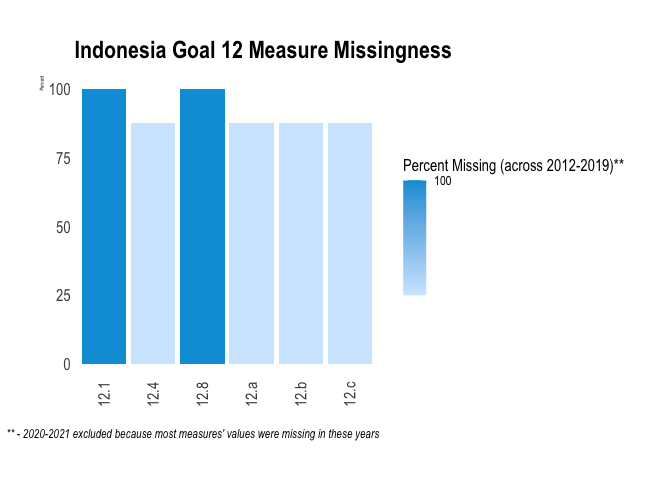 Indonesia Goal 12 Measure Missingness
Percent
100
75
50
25
0
12.1
12.4
12.8
12.a
12.b
12.c
Percent Missing (across 2012-2019)**
100
** - 2020-2021 excluded because most measures' values were missing in these years